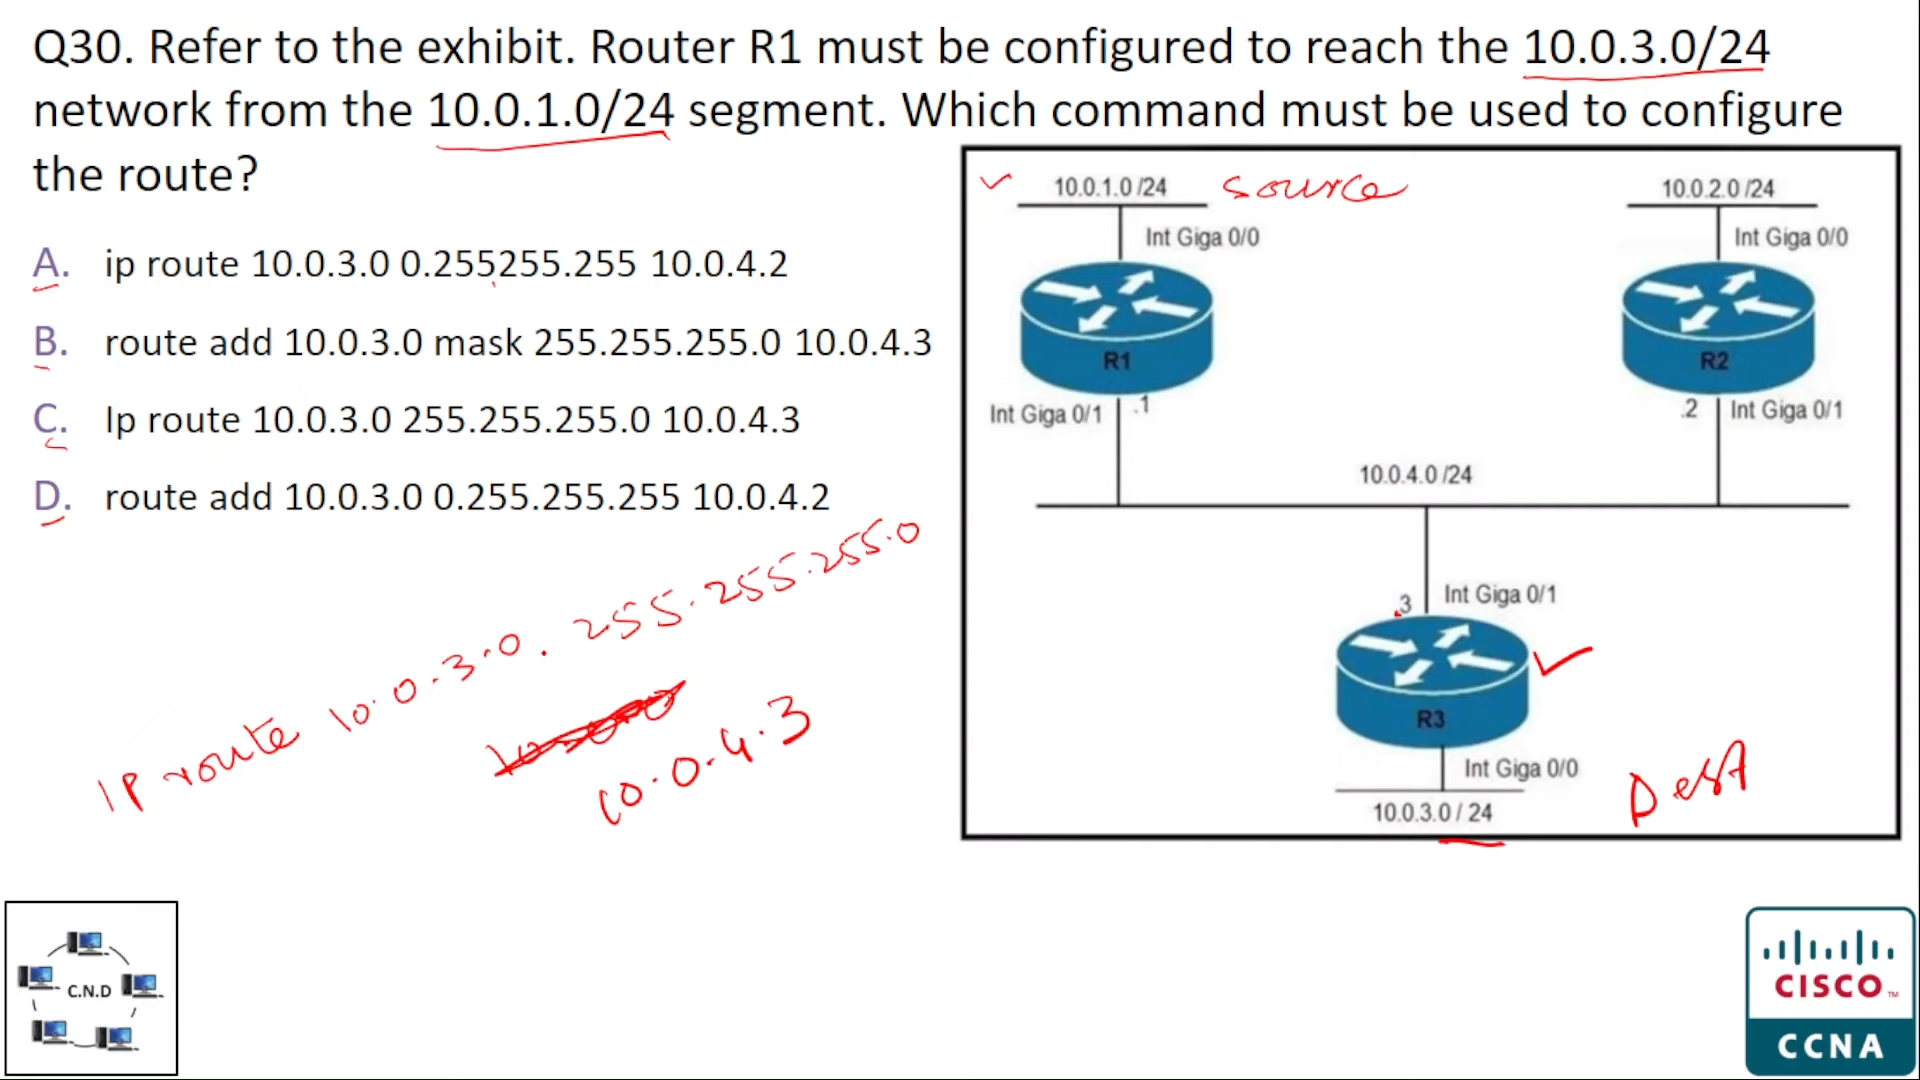 Q30. Refer to the exhibit. Router R1 must be configured to reach the 10.0.3.0/24
network from the 10.0.1.0/24 segment. Which command must be used to configure
the route?
A. ip route 10.0.3.0 0.255255.255 10.0.4.2
B. route add 10.0.3.0 mask 255.255.255.0 10.0.4.3
C. Ip route 10.0.3.0 255.255.255.0 10.0.4.3
D. route add 10.0.3.0 0.255.255.255 10.0.4.2
IP route 10.0.3.0. 255.255.255.0
10.0.4.3
10.0.1.0 /24
source
10.0.2.0 /24
Int Giga 0/0
Int Giga 0/0
R1
R2
Int Giga 0/1
.1
.2
Int Giga 0/1
10.0.4.0 /24
.3
Int Giga 0/1
R3
Int Giga 0/0
Dest
10.0.3.0 / 24
C.N.D
CISCO TM
CCNA